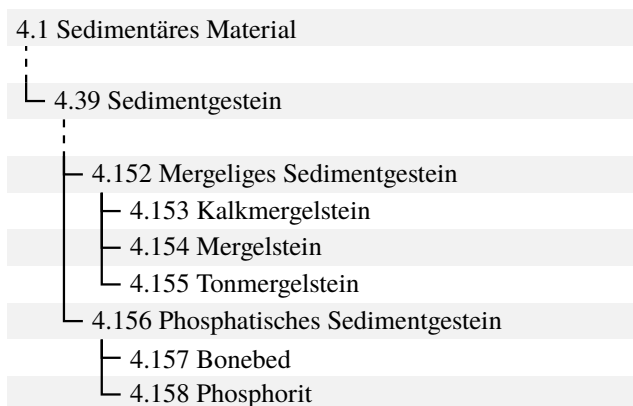 4.1 Sedimentäres Material
4.39 Sedimentgestein
4.152 Mergeliges Sedimentgestein
4.153 Kalkmergelstein
4.154 Mergelstein
4.155 Tonmergelstein
4.156 Phosphatisches Sedimentgestein
4.157 Bonebed
4.158 Phosphorit